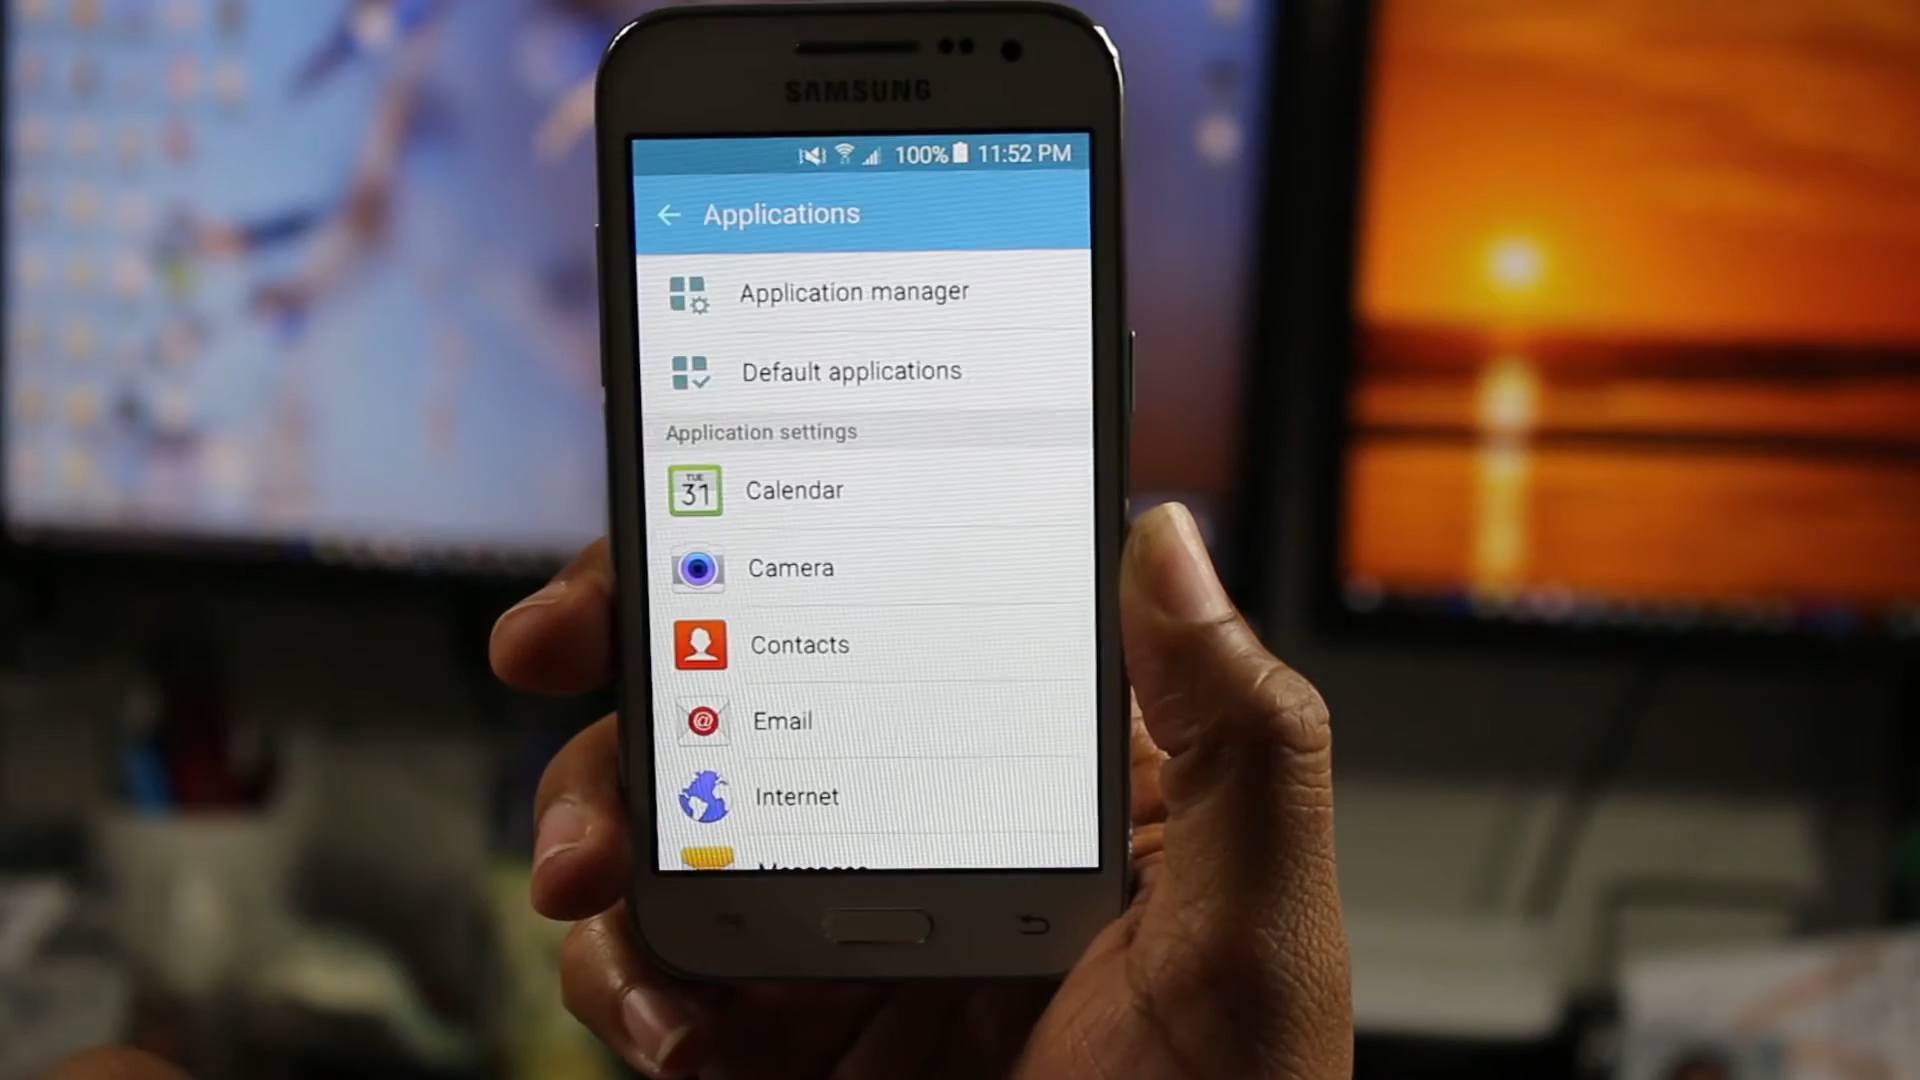 SAMSUNG
100% 11:52 PM
Applications
Application manager
Default applications
Application settings
TUE
31
Calendar
Camera
Contacts
@
Email
Internet
Messages